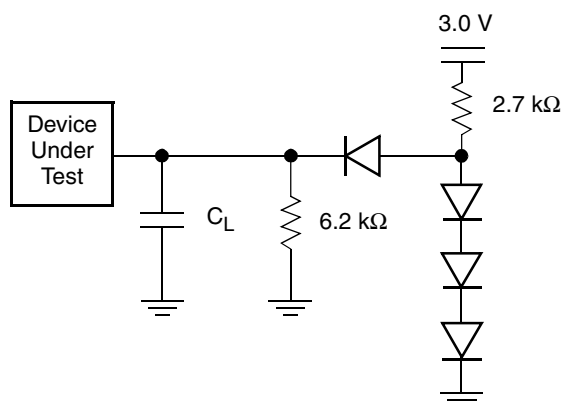 3.0 V
2.7 kΩ
Device
Under
Test
C_L
6.2 kΩ